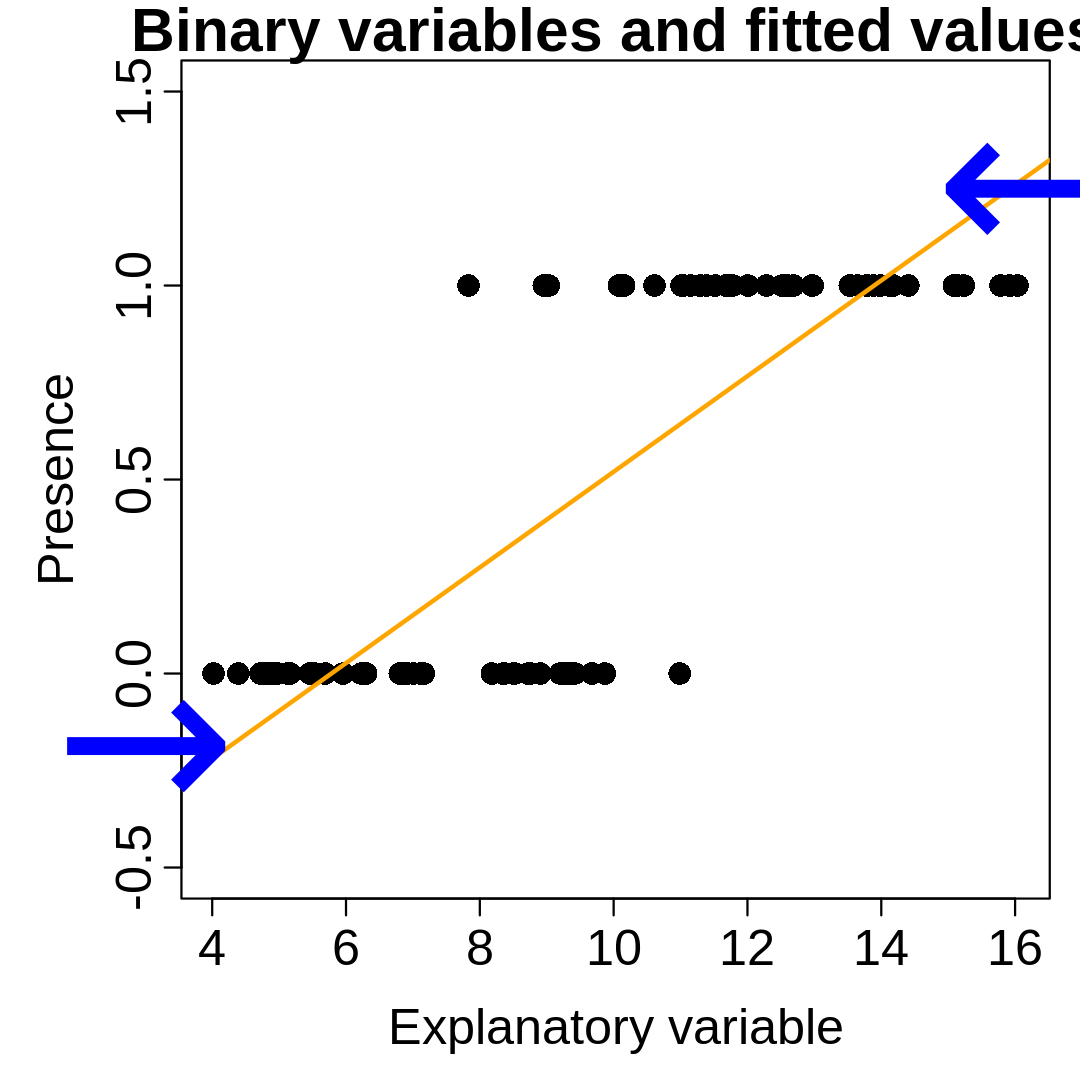 Binary variables and fitted values
1.5
1.0
0.5
0.0
-0.5
Presence
4 6 8 10 12 14 16
Explanatory variable